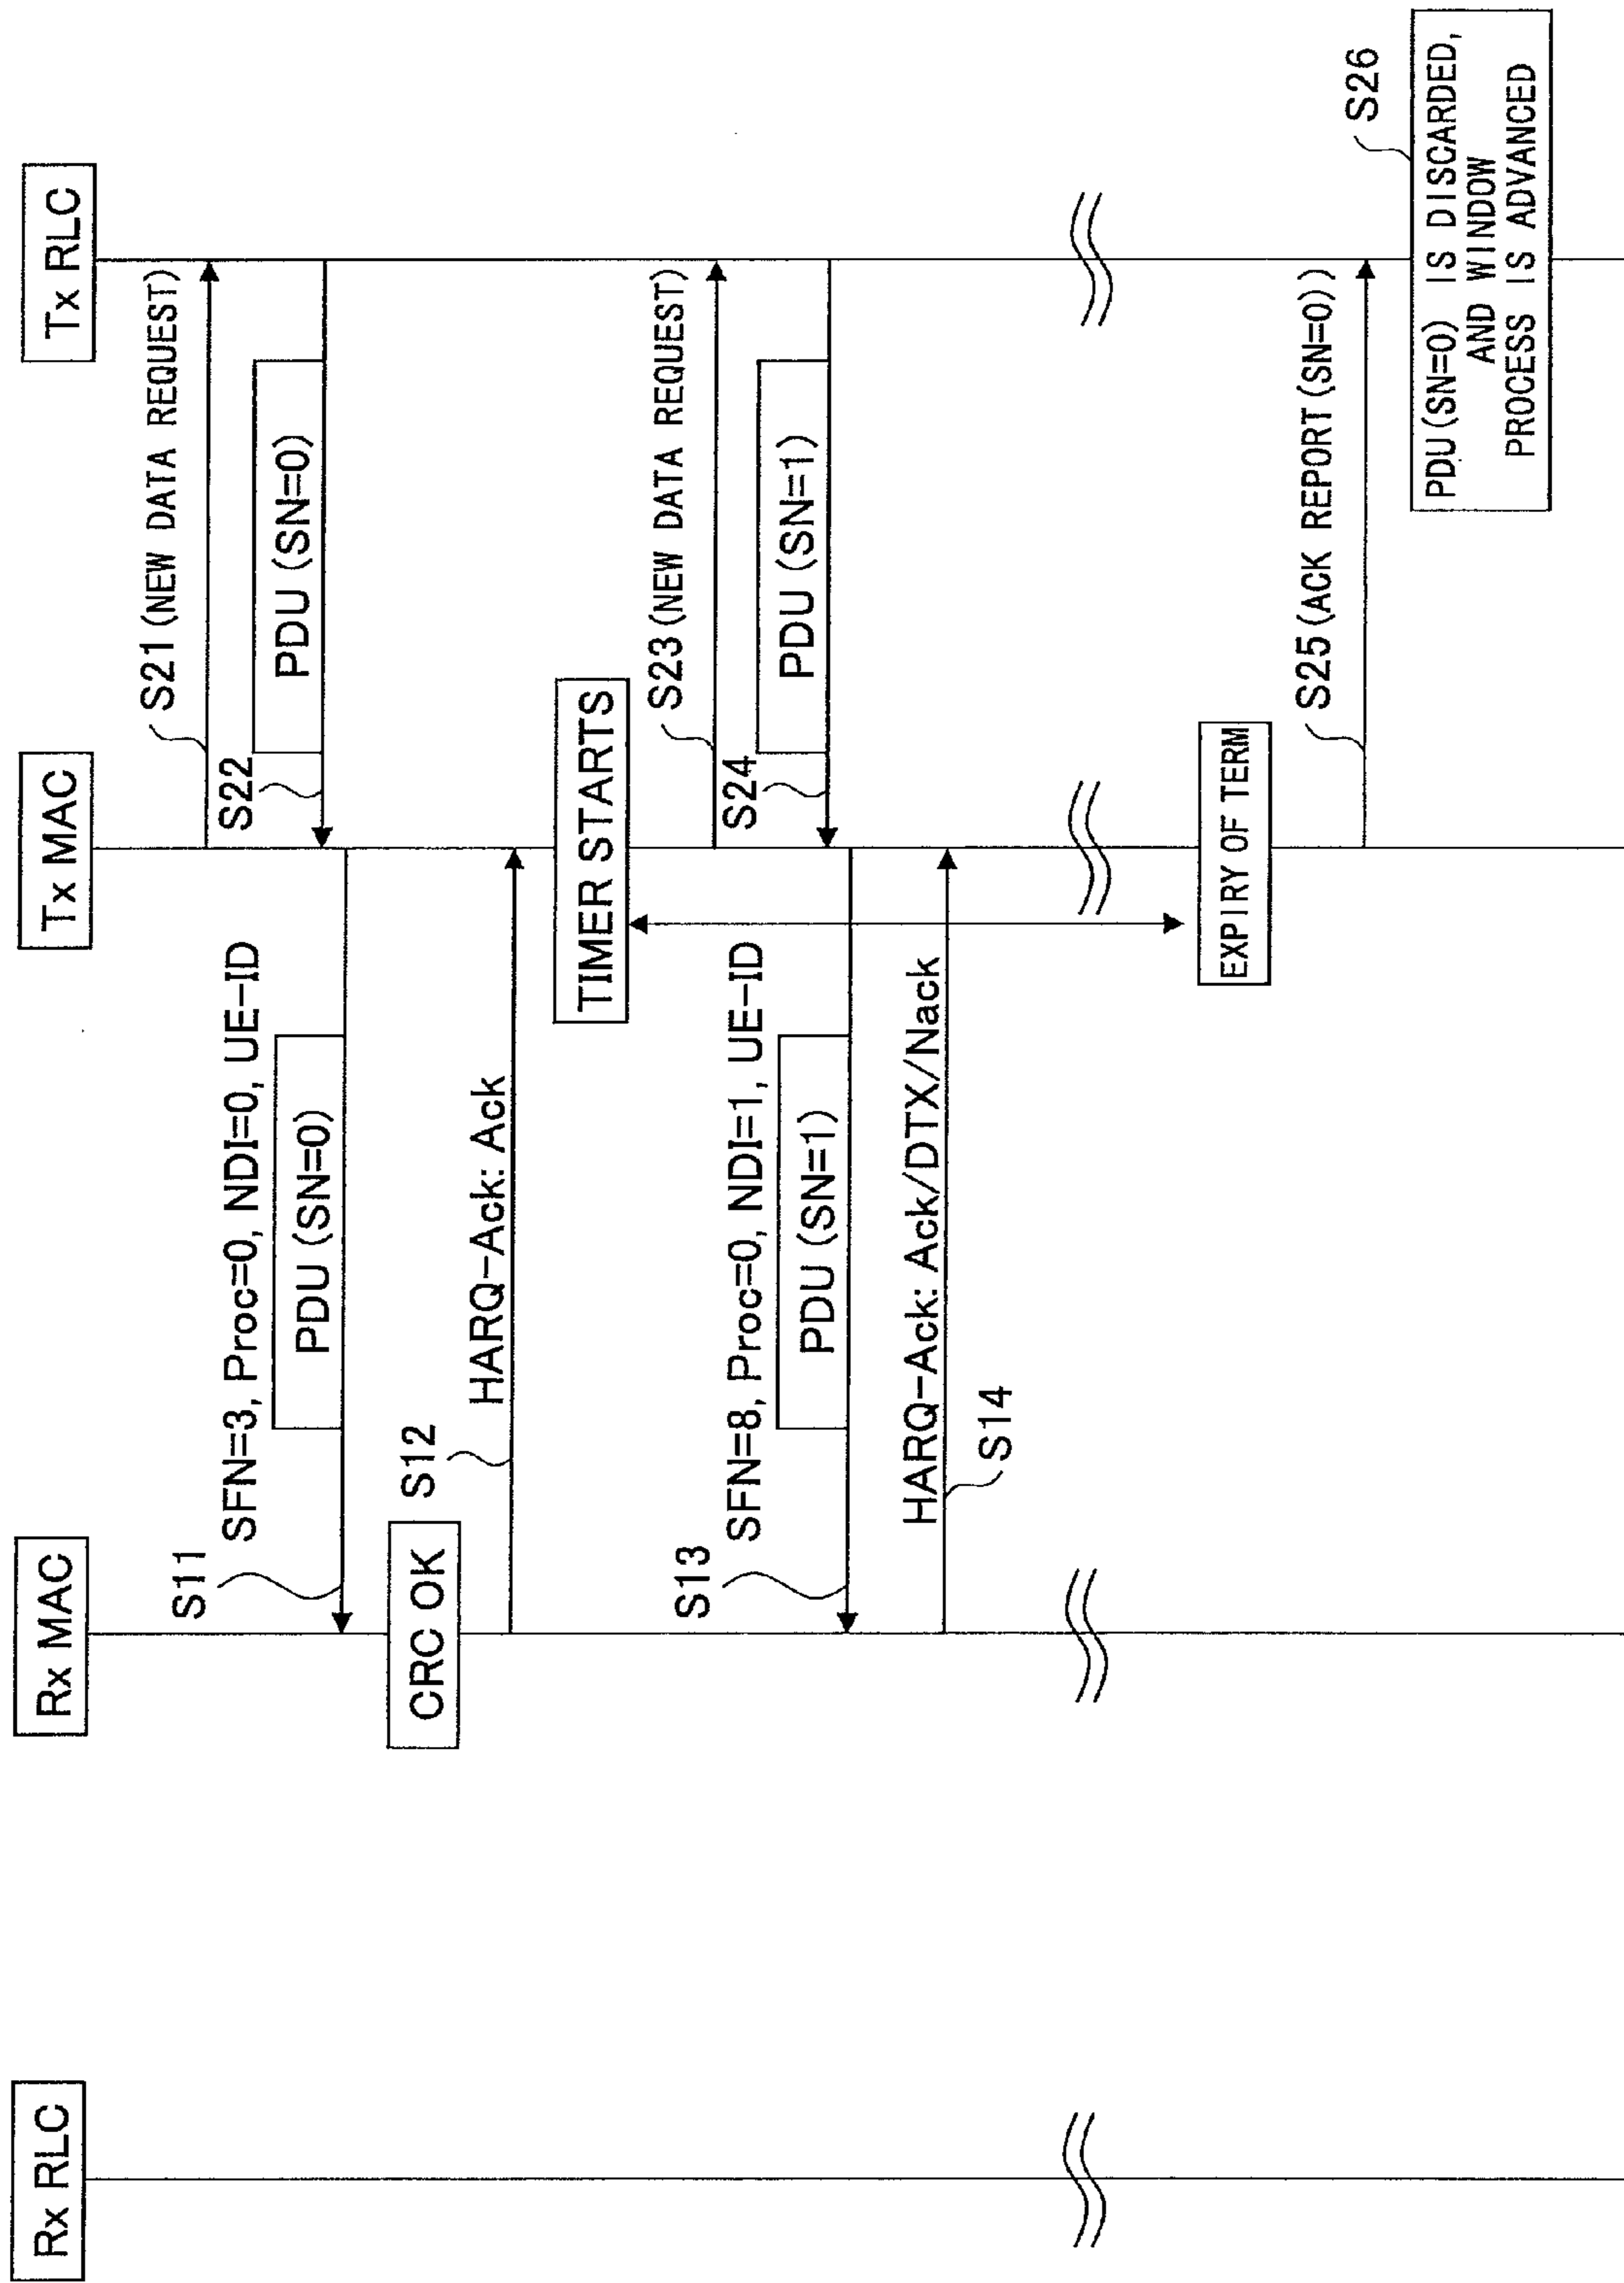 Rx RLC
Rx MAC
Tx MAC
Tx RLC
S21 (NEW DATA REQUEST)
S22
PDU (SN=0)
S11
SFN=3, Proc=0, NDI=0, UE-ID
PDU (SN=0)
CRC OK
S12
HARQ-Ack: Ack
TIMER STARTS
S23 (NEW DATA REQUEST)
S24
PDU (SN=1)
S13
SFN=8, Proc=0, NDI=1, UE-ID
PDU (SN=1)
HARQ-Ack: Ack/DTX/Nack
S14
EXPIRY OF TERM
S25 (ACK REPORT (SN=0))
S26
PDU (SN=0) IS DISCARDED,
AND WINDOW
PROCESS IS ADVANCED